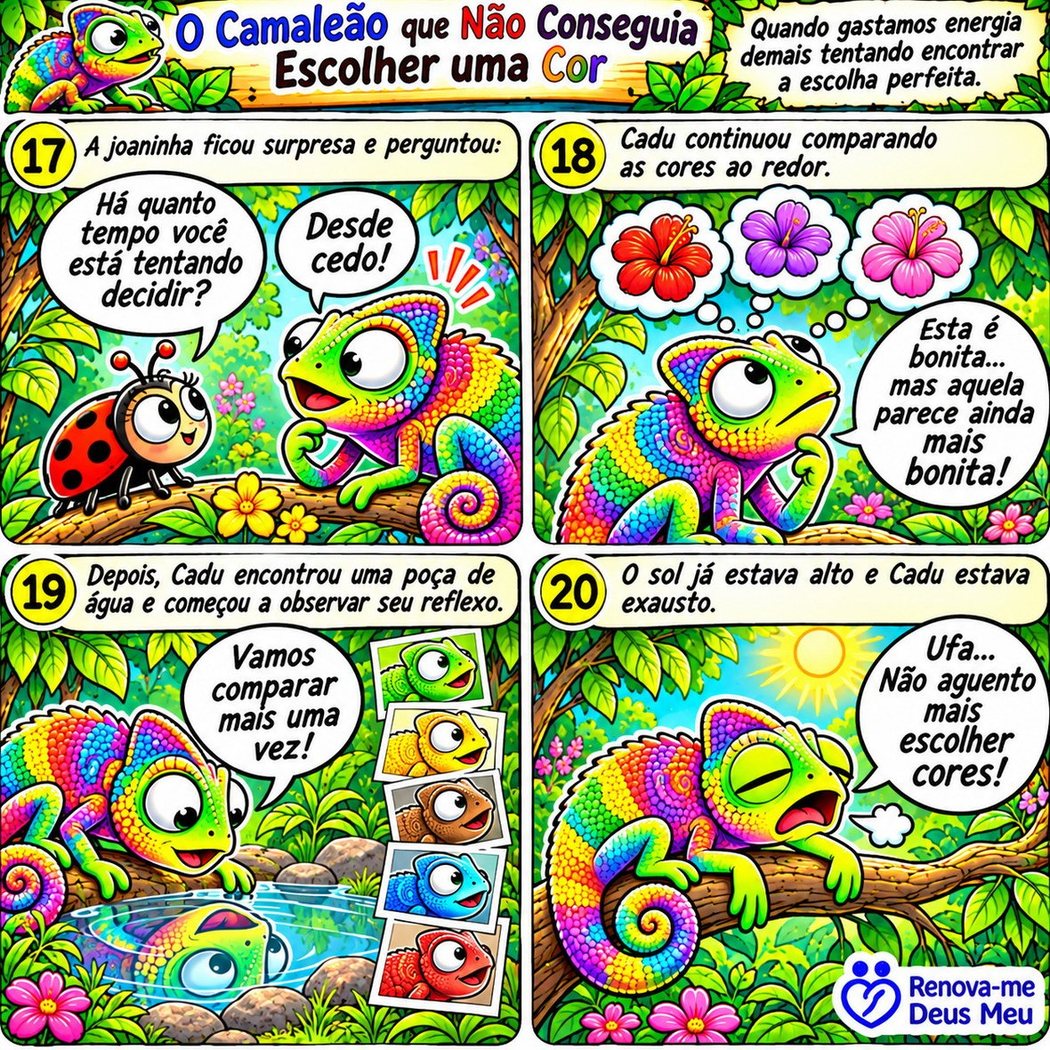 O Camaleão que Não Conseguia
Escolher uma Cor
Quando gastamos energia
demais tentando encontrar
a escolha perfeita.
17
A joaninha ficou surpresa e perguntou:
Há quanto
tempo você
está tentando
decidir?
Desde
cedo!
18
Cadu continuou comparando
as cores ao redor.
Esta é
bonita...
mas aquela
parece ainda
mais
bonita!
19
Depois, Cadu encontrou uma poça de
água e começou a observar seu reflexo.
Vamos
comparar
mais uma
vez!
20
O sol já estava alto e Cadu estava
exausto.
Ufa...
Não aguento
mais
escolher
cores!
Renova-me
Deus Meu